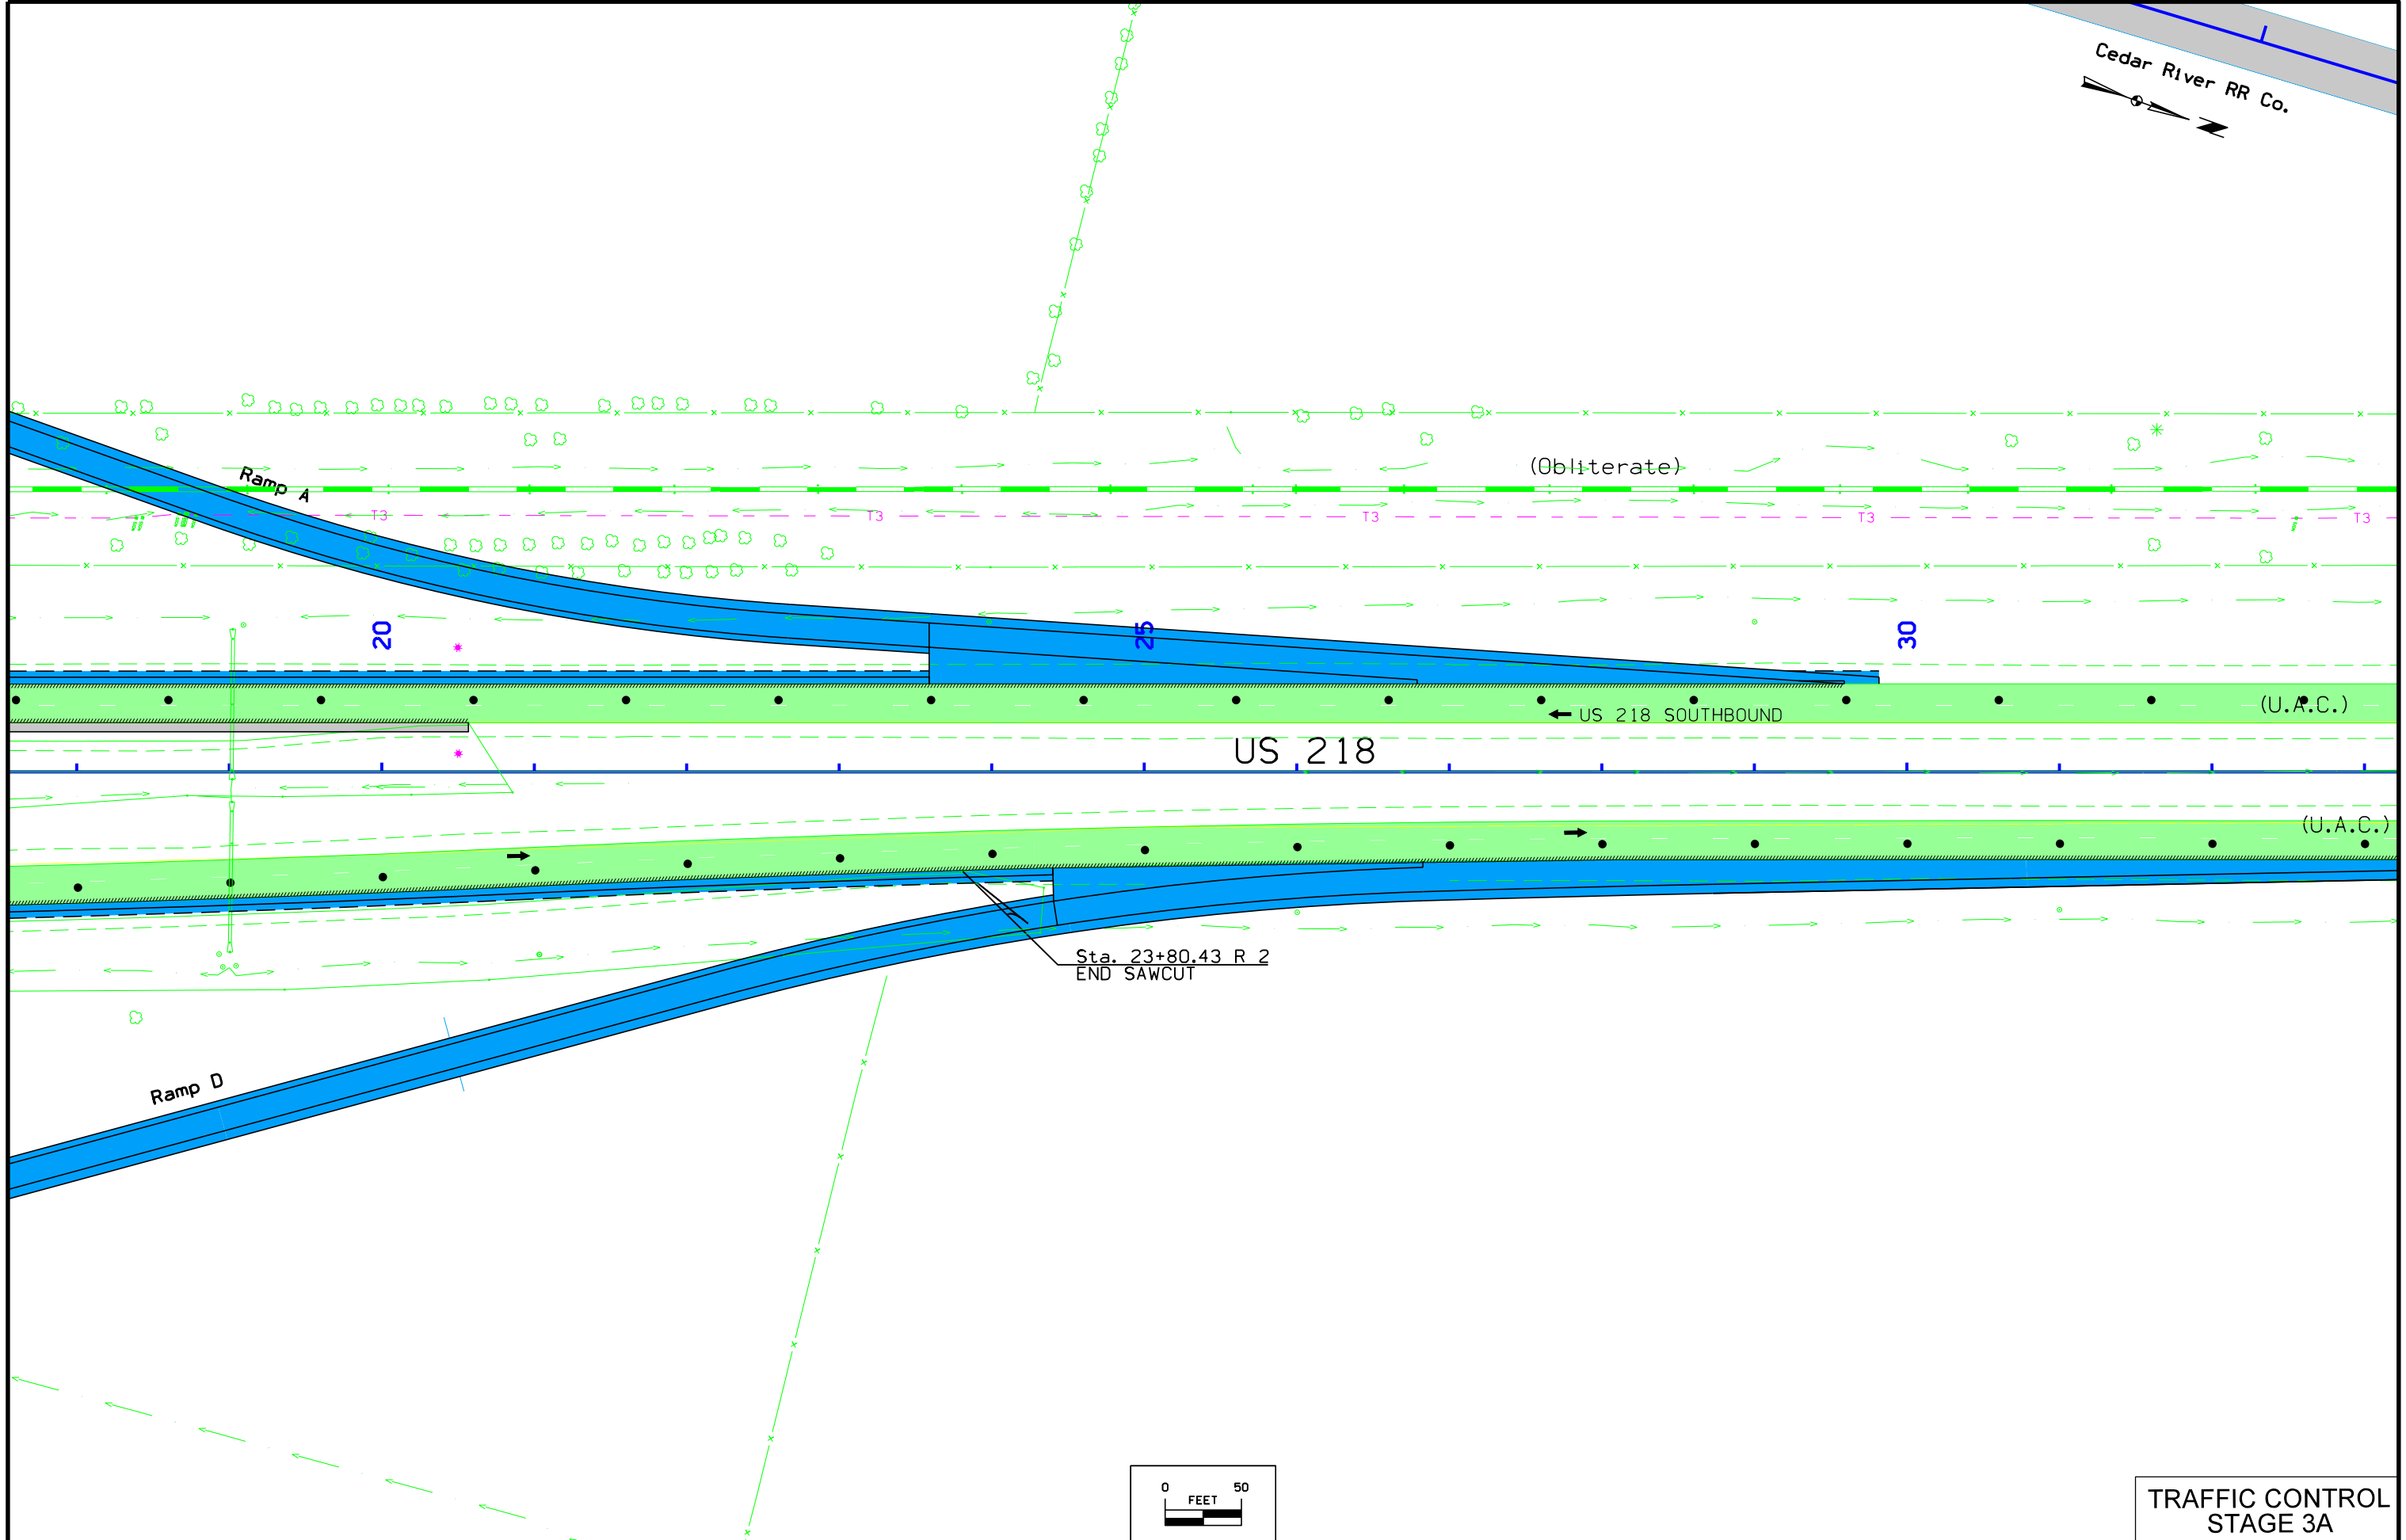 Cedar River RR Co.
N
(Obliterate)
Ramp A
T3
T3
T3
T3
T3
20
25
30
(U.A.C.)
US 218 SOUTHBOUND
US 218
(U.A.C.)
Sta. 23+80.43 R 2
END SAWCUT
Ramp D
0 50
FEET
TRAFFIC CONTROL
STAGE 3A